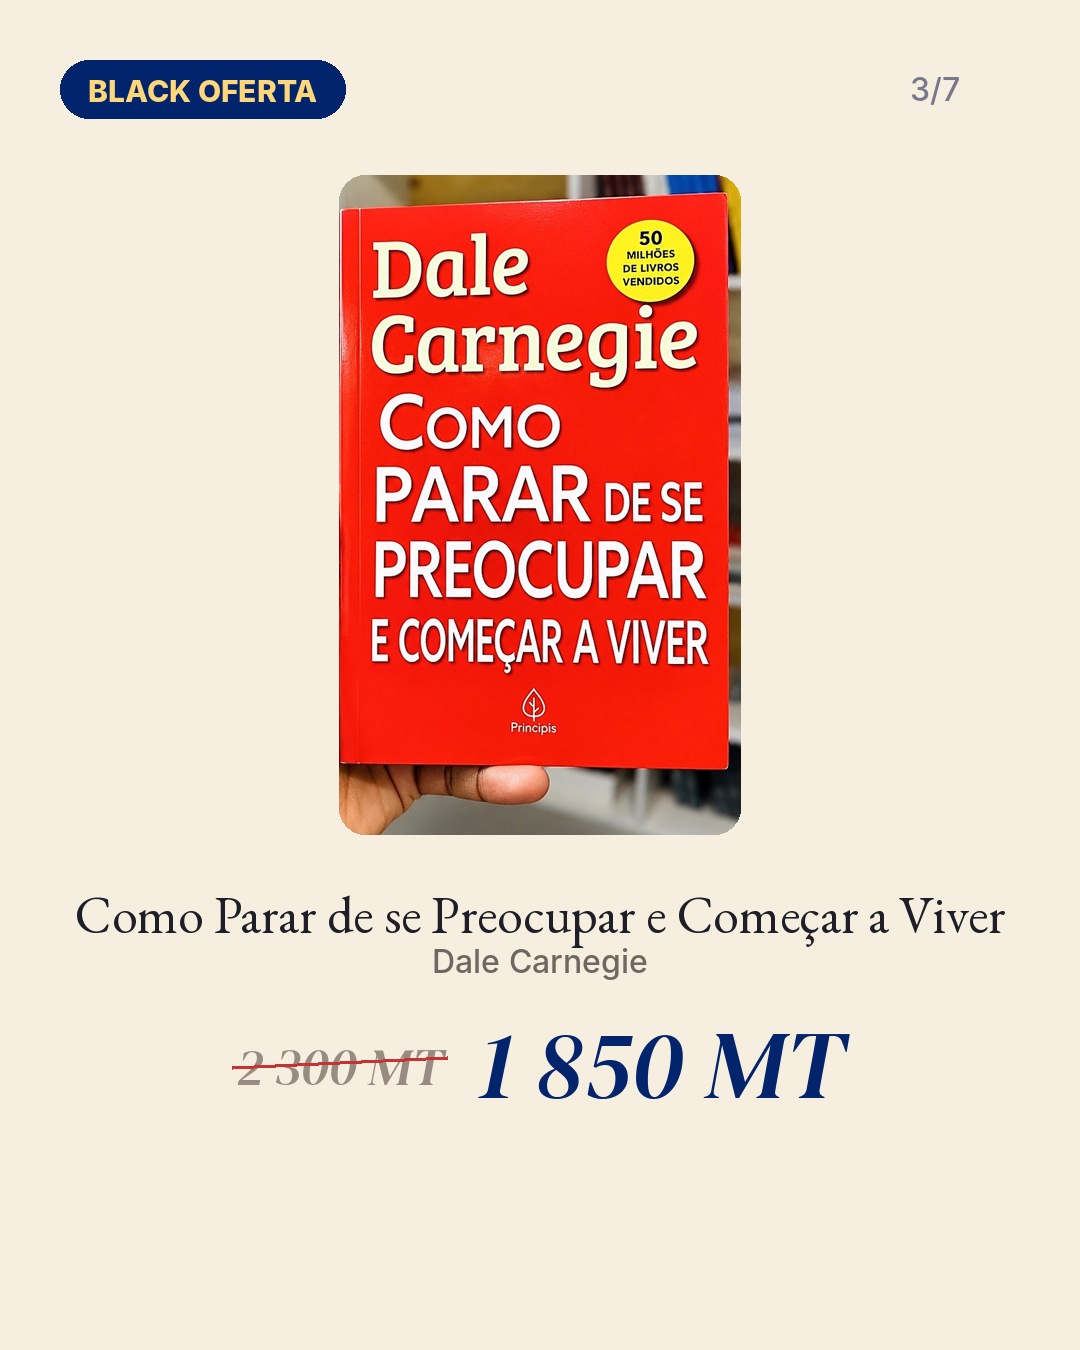 BLACK OFERTA
3/7
Dale
Carnegie
50
MILHÕES
DE LIVROS
VENDIDOS
COMO
PARAR DE SE
PREOCUPAR
E COMEÇAR A VIVER
Principis
Como Parar de se Preocupar e Começar a Viver
Dale Carnegie
2 300 MT 1 850 MT